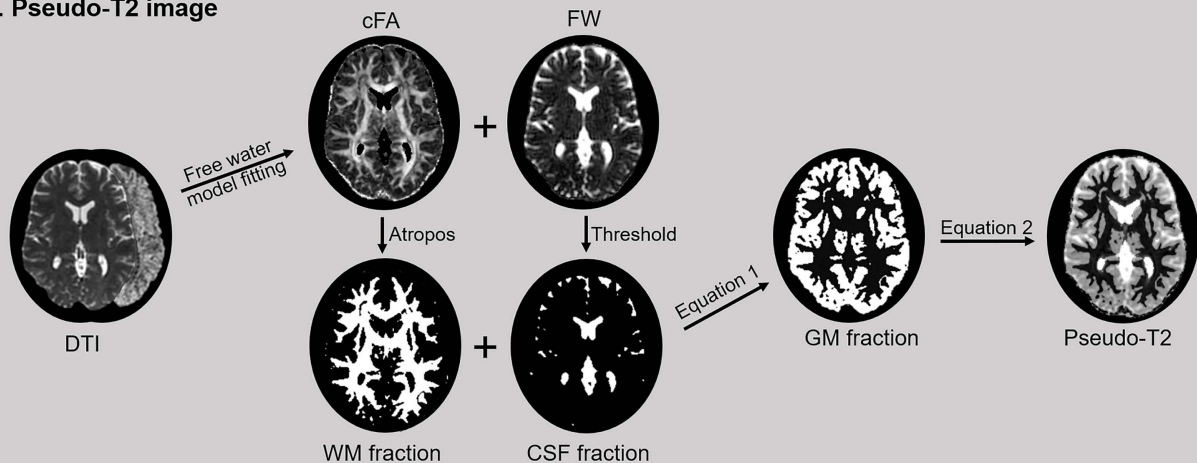 . Pseudo-T2 image
cFA
FW
+
Free water
model fitting
DTI
Atropos
Threshold
+
WM fraction
CSF fraction
Equation 1
GM fraction
Equation 2
Pseudo-T2